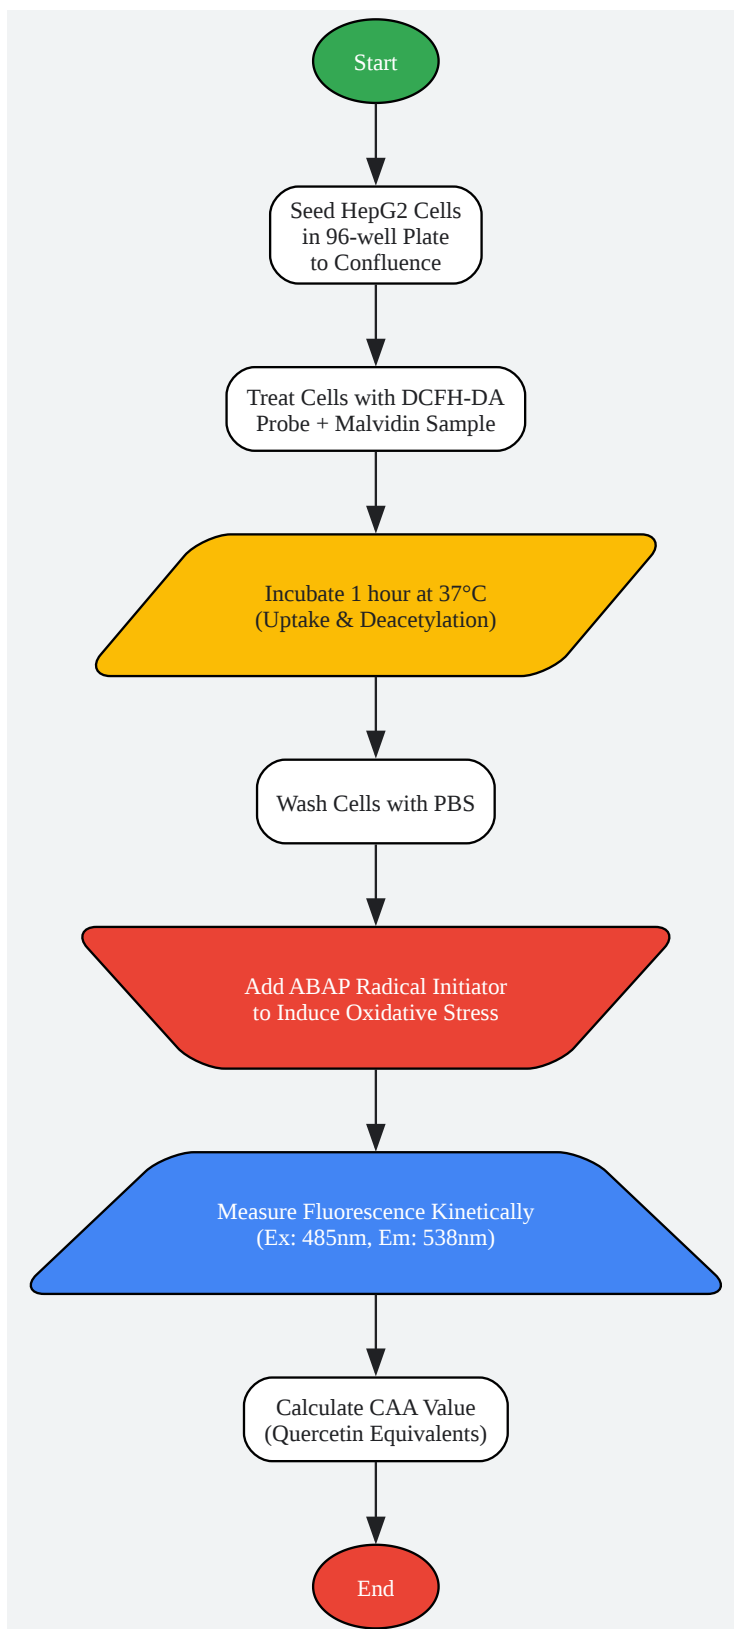 Start
Seed HepG2 Cells
in 96-well Plate
to Confluence
Treat Cells with DCFH-DA
Probe + Malvidin Sample
Incubate 1 hour at 37°C
(Uptake & Deacetylation)
Wash Cells with PBS
Add ABAP Radical Initiator
to Induce Oxidative Stress
Measure Fluorescence Kinetically
(Ex: 485nm, Em: 538nm)
Calculate CAA Value
(Quercetin Equivalents)
End